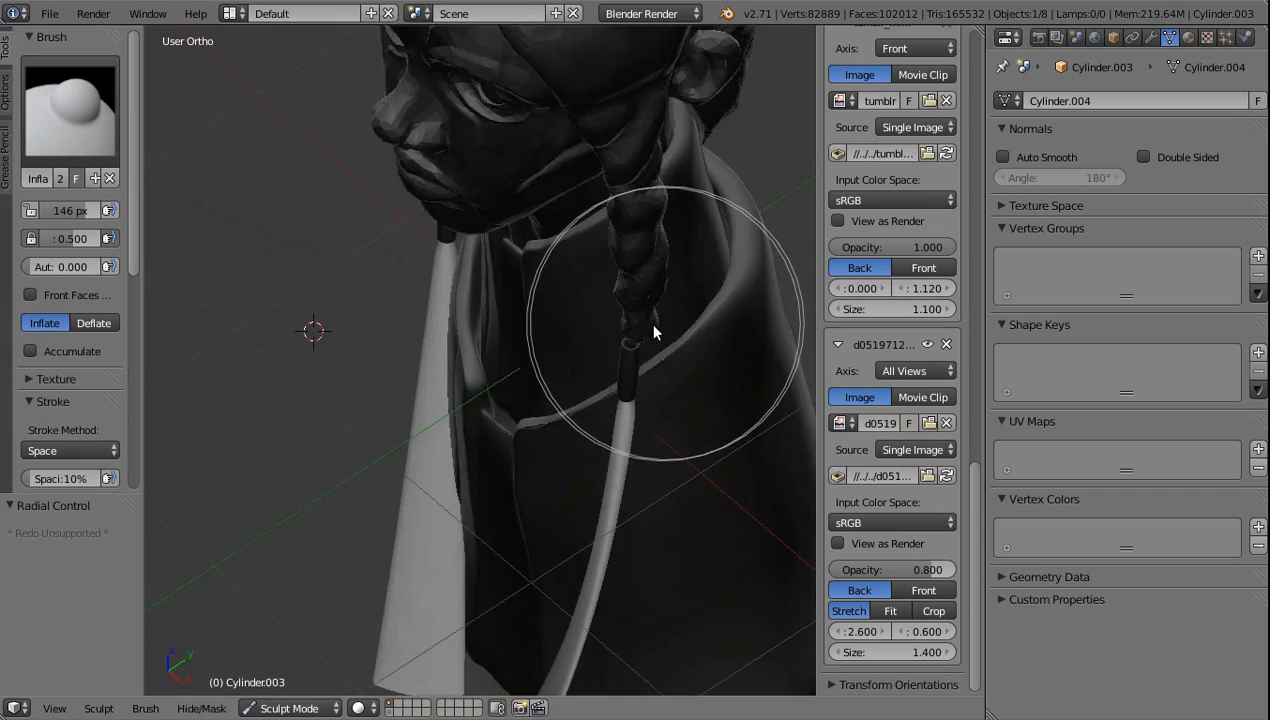 File Render Window Help Default Scene Blender Render v2.71 | Verts:82889 | Faces:102012 | Tris:165532 | Objects:1/8 | Lamps:0/0 | Mem:219.64M | Cylinder.003
Tools
Options
Grease Pencil
Brush
Infla 2 F
146 px
: 0.500
Aut: 0.000
Front Faces ...
Inflate Deflate
Accumulate
Texture
Stroke
Stroke Method:
Space
Spaci:10%
Radial Control
* Redo Unsupported *
User Ortho
z
y
x
(0) Cylinder.003
Axis: Front
Image Movie Clip
tumblr F
Source Single Image
//../../tumbl...
Input Color Space:
sRGB
View as Render
Opacity: 1.000
Back Front
: 0.000 : 1.120
Size: 1.100
d0519712...
Axis: All Views
Image Movie Clip
d0519 F
Source Single Image
//../../d051...
Input Color Space:
sRGB
View as Render
Opacity: 0.800
Back Front
Stretch Fit Crop
: 2.600 : 0.600
Size: 1.400
Transform Orientations
Cylinder.003 Cylinder.004
Cylinder.004 F
Normals
Auto Smooth Double Sided
Angle: 180°
Texture Space
Vertex Groups
Shape Keys
UV Maps
Vertex Colors
Geometry Data
Custom Properties
View Sculpt Brush Hide/Mask Sculpt Mode